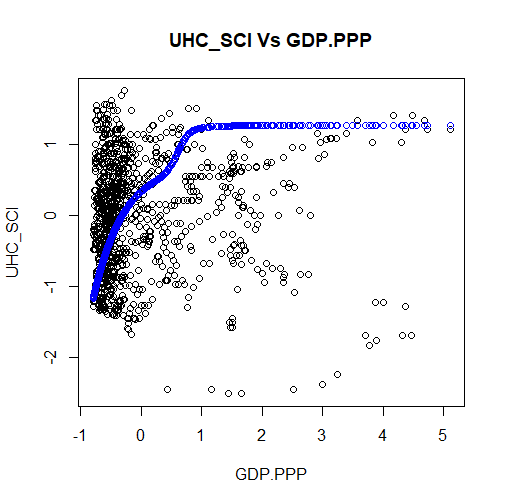 UHC_SCI Vs GDP.PPP
UHC_SCI
1
0
-1
-2
-1 0 1 2 3 4 5
GDP.PPP